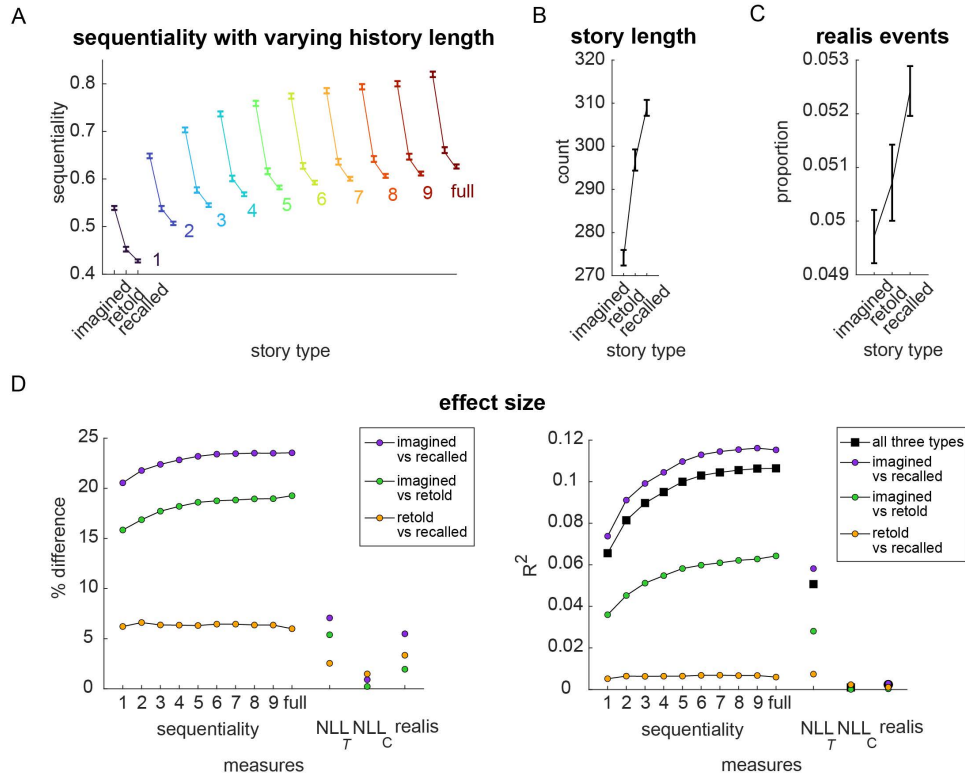 A
sequentiality with varying history length
sequentiality
0.8
0.7
0.6
0.5
0.4
1
2
3
4
5
6
7
8
9
full
imagined
retold
recalled
story type
B
story length
count
320
310
300
290
280
270
imagined
retold
recalled
story type
C
realis events
proportion
0.053
0.052
0.051
0.05
0.049
imagined
retold
recalled
story type
D
effect size
% difference
25
20
15
10
5
0
1 2 3 4 5 6 7 8 9 full
sequentiality
NLL_T NLL_C realis
measures
imagined
vs recalled
imagined
vs retold
retold
vs recalled
R²
0.12
0.1
0.08
0.06
0.04
0.02
0
1 2 3 4 5 6 7 8 9 full
sequentiality
NLL_T NLL_C realis
measures
all three types
imagined
vs recalled
imagined
vs retold
retold
vs recalled